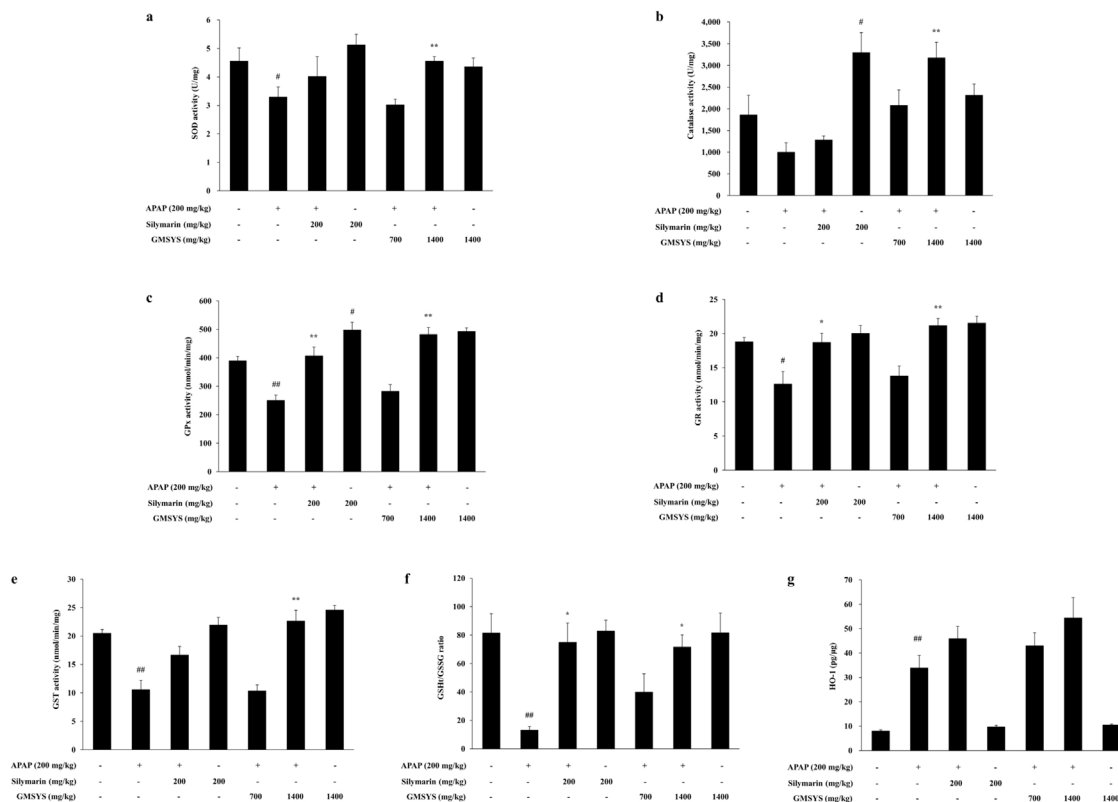 a
SOD activity (U/mg)
6
5
4
3
2
1
0
#
**
APAP (200 mg/kg) - + + - + + -
Silymarin (mg/kg) - - 200 200 - - -
GMSYS (mg/kg) - - - - 700 1400 1400
b
Catalase activity (U/mg)
4,000
3,500
3,000
2,500
2,000
1,500
1,000
500
0
#
**
APAP (200 mg/kg) - + + - + + -
Silymarin (mg/kg) - - 200 200 - - -
GMSYS (mg/kg) - - - - 700 1400 1400
c
GPx activity (nmol/min/mg)
600
500
400
300
200
100
0
##
**
#
**
APAP (200 mg/kg) - + + - + + -
Silymarin (mg/kg) - - 200 200 - - -
GMSYS (mg/kg) - - - - 700 1400 1400
d
GR activity (nmol/min/mg)
25
20
15
10
5
0
#
*
**
APAP (200 mg/kg) - + + - + + -
Silymarin (mg/kg) - - 200 200 - - -
GMSYS (mg/kg) - - - - 700 1400 1400
e
GST activity (nmol/min/mg)
30
25
20
15
10
5
0
##
**
APAP (200 mg/kg) - + + - + + -
Silymarin (mg/kg) - - 200 200 - - -
GMSYS (mg/kg) - - - - 700 1400 1400
f
GSHt/GSSG ratio
120
100
80
60
40
20
0
##
*
*
APAP (200 mg/kg) - + + - + + -
Silymarin (mg/kg) - - 200 200 - - -
GMSYS (mg/kg) - - - - 700 1400 1400
g
HO-1 (pg/μg)
70
60
50
40
30
20
10
0
##
APAP (200 mg/kg) - + + - + + -
Silymarin (mg/kg) - - 200 200 - - -
GMSYS (mg/kg) - - - - 700 1400 1400